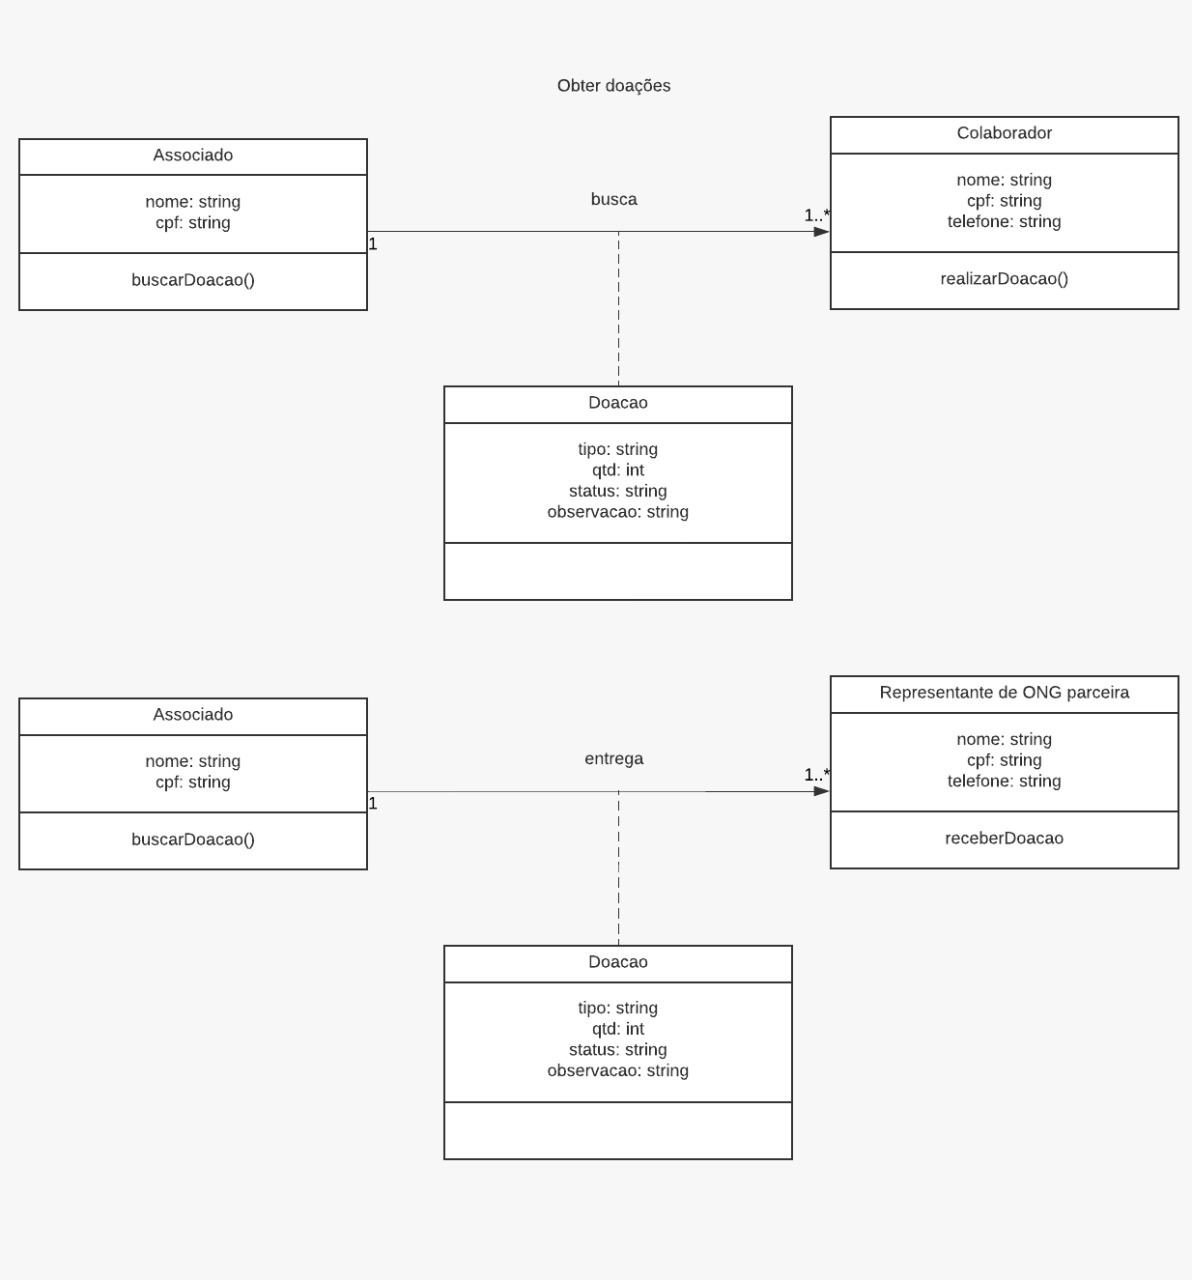 Obter doações
Associado
nome: string
cpf: string
buscarDoacao()
busca
1
1..*
Colaborador
nome: string
cpf: string
telefone: string
realizarDoacao()
Doacao
tipo: string
qtd: int
status: string
observacao: string
Associado
nome: string
cpf: string
buscarDoacao()
entrega
1
1..*
Representante de ONG parceira
nome: string
cpf: string
telefone: string
receberDoacao
Doacao
tipo: string
qtd: int
status: string
observacao: string